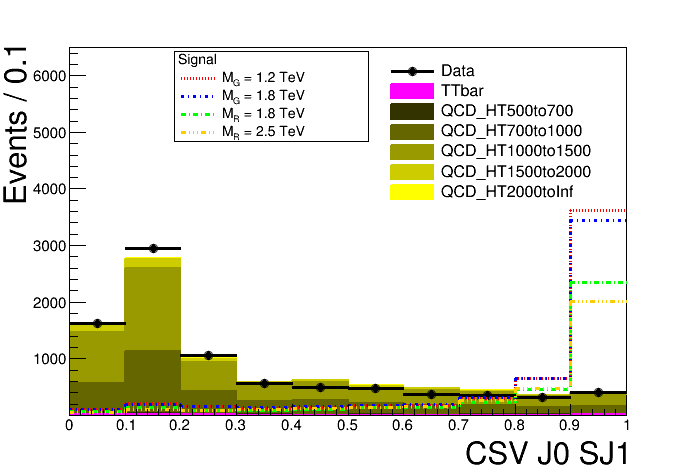 Events / 0.1
6000
5000
4000
3000
2000
1000
Signal
M_G = 1.2 TeV
M_G = 1.8 TeV
M_R = 1.8 TeV
M_R = 2.5 TeV
Data
TTbar
QCD_HT500to700
QCD_HT700to1000
QCD_HT1000to1500
QCD_HT1500to2000
QCD_HT2000toInf
0 0.1 0.2 0.3 0.4 0.5 0.6 0.7 0.8 0.9 1
CSV J0 SJ1